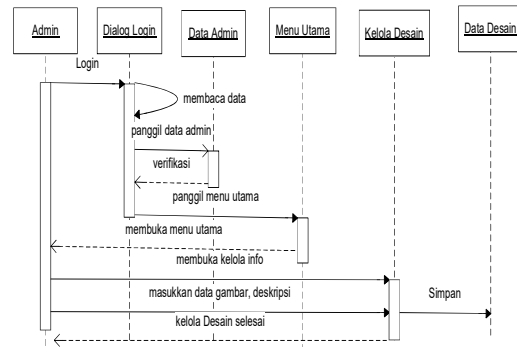 Admin
Dialog Login
Data Admin
Menu Utama
Kelola Desain
Data Desain
Login
membaca data
panggil data admin
verifikasi
panggil menu utama
membuka menu utama
membuka kelola info
masukkan data gambar, deskripsi
Simpan
kelola Desain selesai